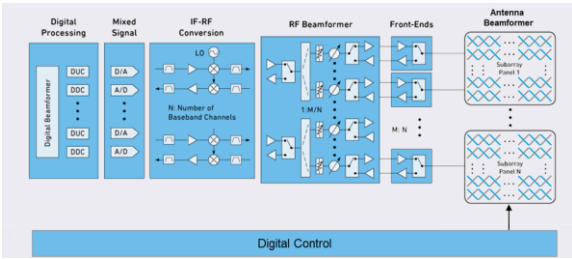 Digital
Processing
Mixed
Signal
IF-RF
Conversion
RF Beamformer
Front-Ends
Antenna
Beamformer
Digital Beamformer
DUC
DDC
DUC
DDC
D/A
A/D
D/A
A/D
LO
N: Number of
Baseband Channels
1:M/N
M: N
Subarray
Panel 1
Subarray
Panel N
Digital Control